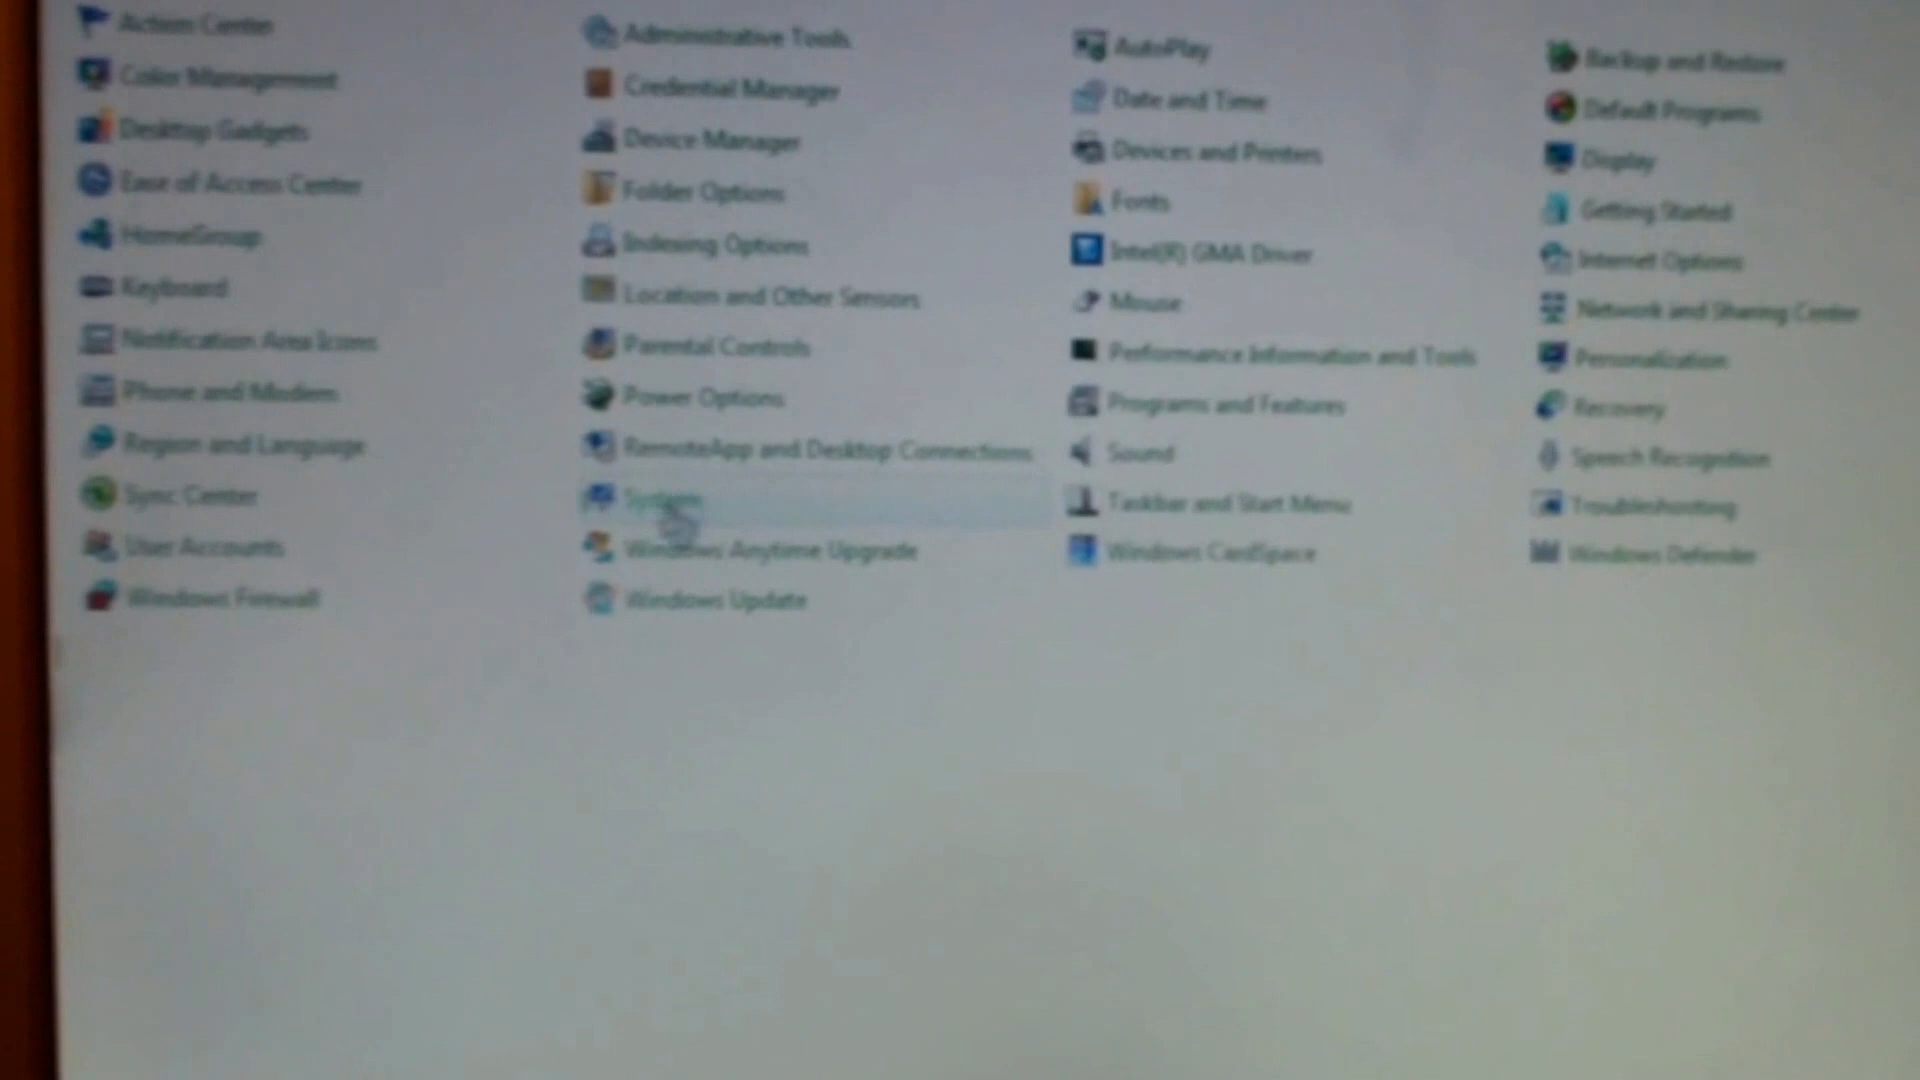 Action Center
Administrative Tools
AutoPlay
Backup and Restore
Color Management
Credential Manager
Date and Time
Default Programs
Desktop Gadgets
Device Manager
Devices and Printers
Display
Ease of Access Center
Folder Options
Fonts
Getting Started
HomeGroup
Indexing Options
Intel(R) GMA Driver
Internet Options
Keyboard
Location and Other Sensors
Mouse
Network and Sharing Center
Notification Area Icons
Parental Controls
Performance Information and Tools
Personalization
Phone and Modem
Power Options
Programs and Features
Recovery
Region and Language
RemoteApp and Desktop Connections
Sound
Speech Recognition
Sync Center
System
Taskbar and Start Menu
Troubleshooting
User Accounts
Windows Anytime Upgrade
Windows CardSpace
Windows Defender
Windows Firewall
Windows Update